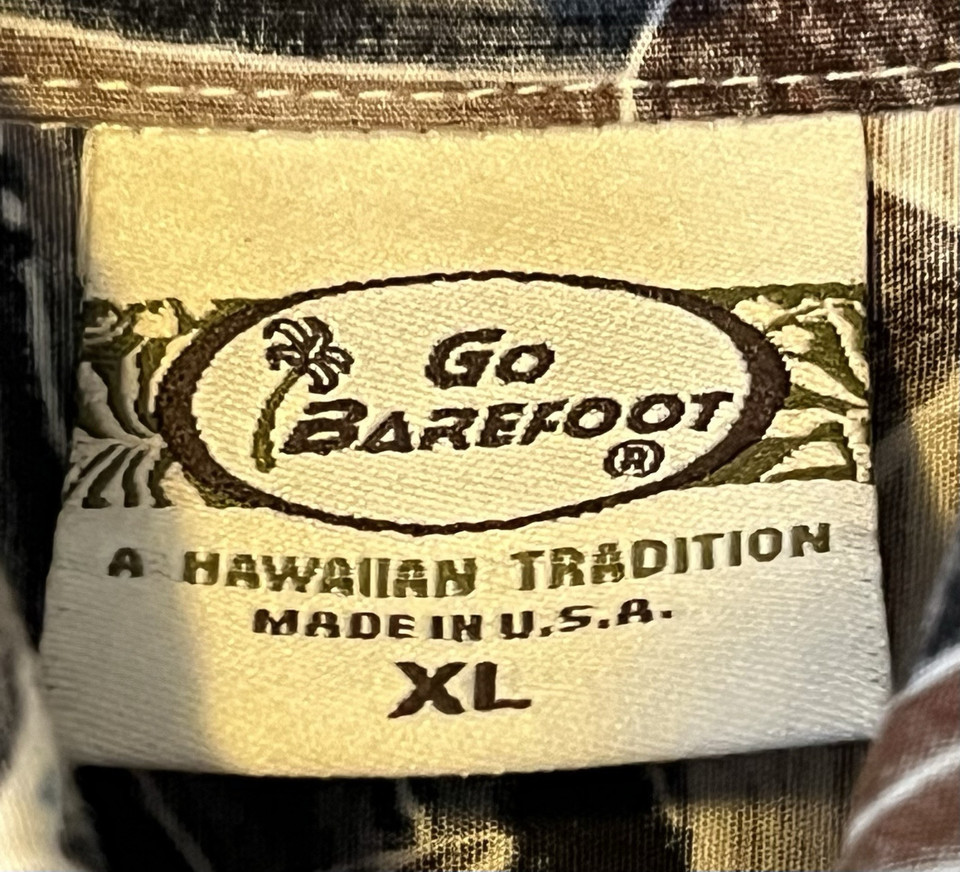 Go
BAREFOOT
®
A HAWAIIAN TRADITION
MADE IN U.S.A.
XL